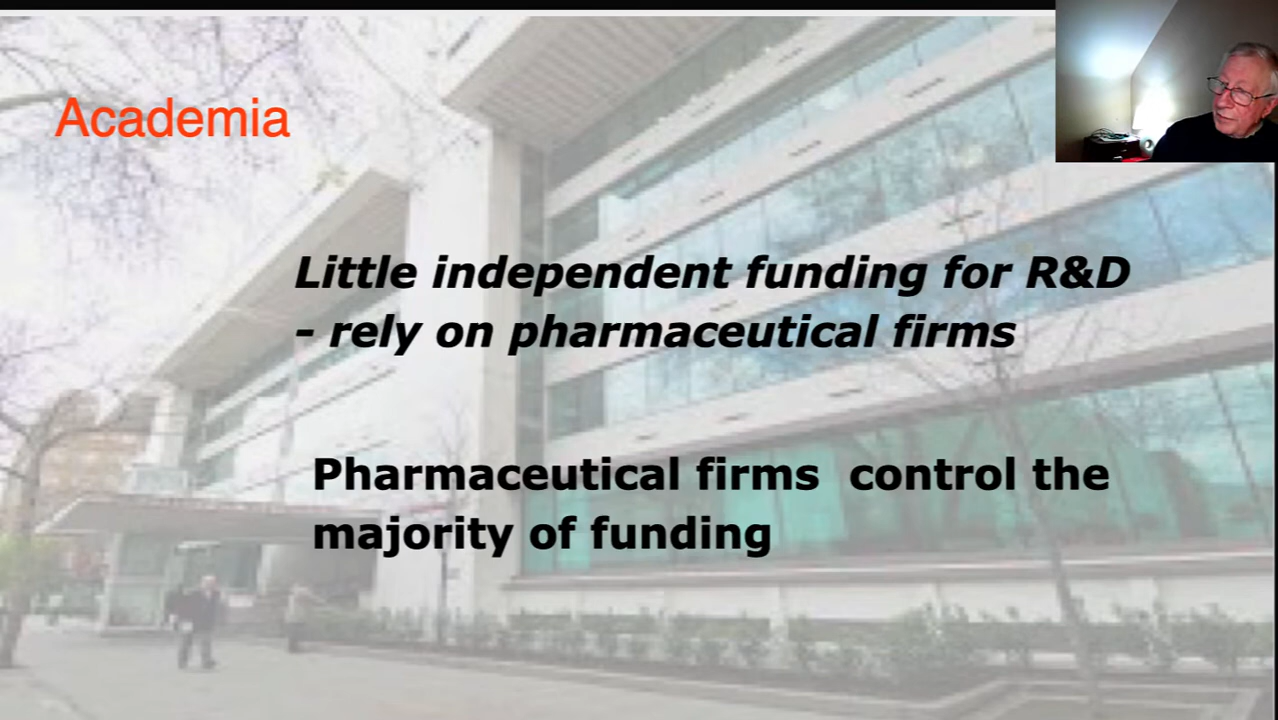 Academia
Little independent funding for R&D
- rely on pharmaceutical firms
Pharmaceutical firms control the
majority of funding